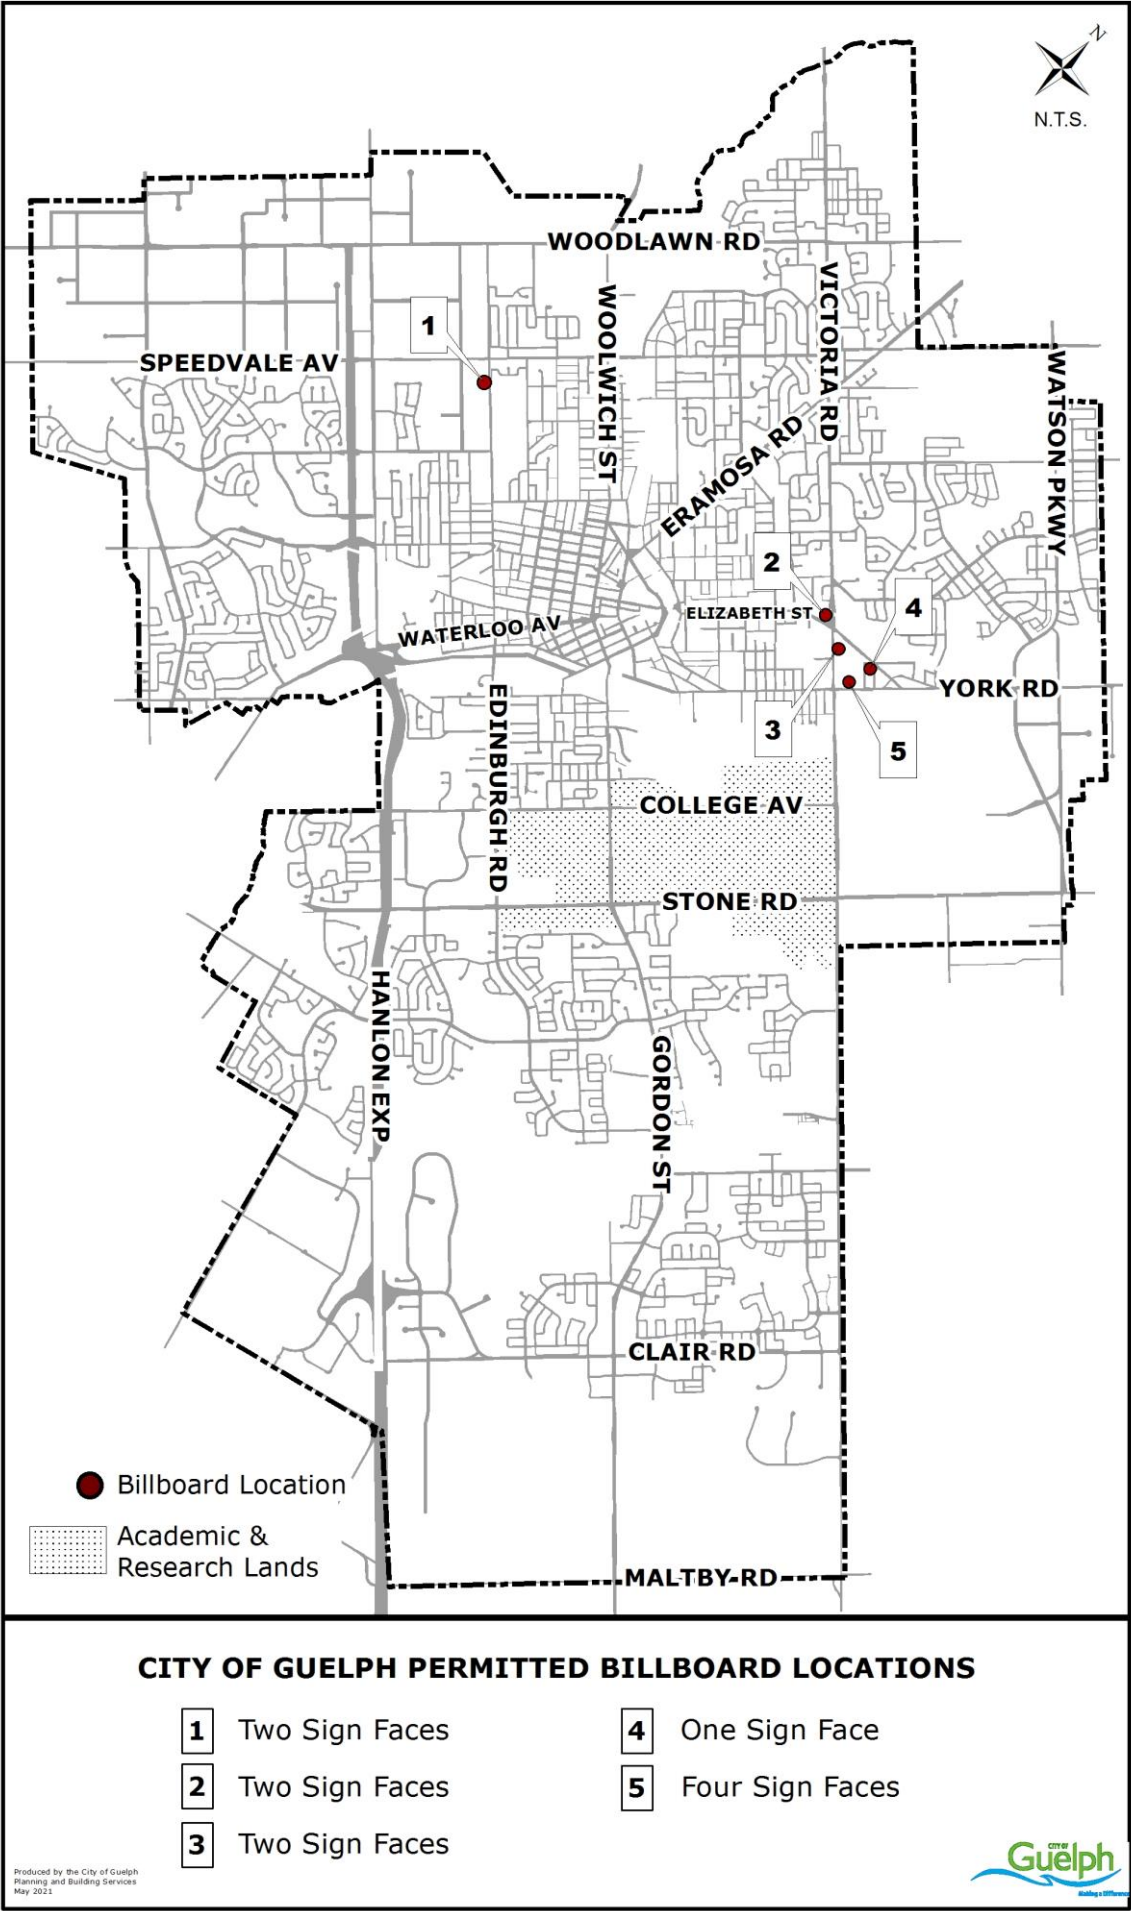 N
N.T.S.
WOODLAWN RD
VICTORIA RD
WOOLWICH ST
1
SPEEDVALE AV
WATSON PKWY
ERAMOSA RD
2
4
ELIZABETH ST
WATERLOO AV
YORK RD
EDINBURGH RD
3
5
COLLEGE AV
STONE RD
HANLON EXP
GORDON ST
CLAIR RD
Billboard Location
Academic &
Research Lands
MALTBY RD
CITY OF GUELPH PERMITTED BILLBOARD LOCATIONS
1 Two Sign Faces
2 Two Sign Faces
3 Two Sign Faces
4 One Sign Face
5 Four Sign Faces
Produced by the City of Guelph
Planning and Building Services
May 2021
CITY OF
Guelph
Making a Difference